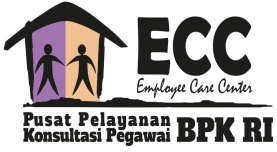 ECC
Employee Care Center
Pusat Pelayanan
Konsultasi Pegawai BPK RI